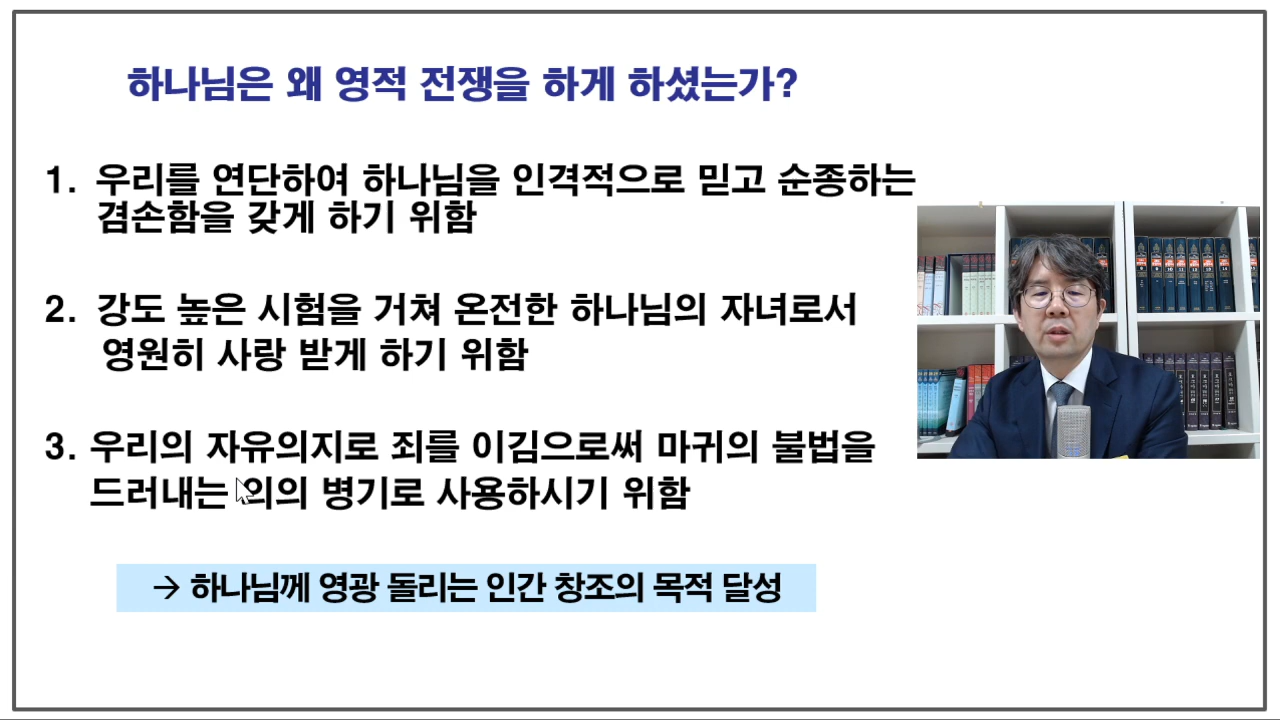 하나님은 왜 영적 전쟁을 하게 하셨는가?
1. 우리를 연단하여 하나님을 인격적으로 믿고 순종하는
겸손함을 갖게 하기 위함
2. 강도 높은 시험을 거쳐 온전한 하나님의 자녀로서
영원히 사랑 받게 하기 위함
3. 우리의 자유의지로 죄를 이김으로써 마귀의 불법을
드러내는 의의 병기로 사용하시기 위함
→ 하나님께 영광 돌리는 인간 창조의 목적 달성